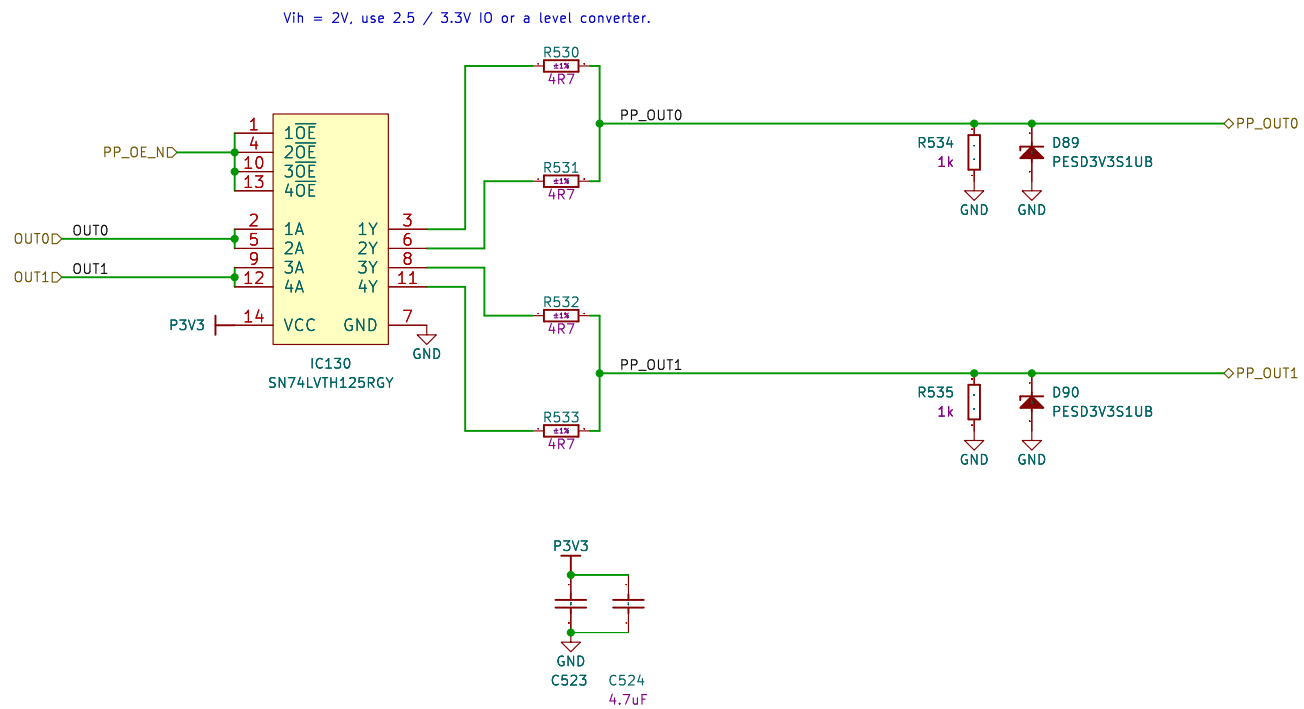 Vih = 2V, use 2.5 / 3.3V IO or a level converter.
R530
±1%
4R7
PP_OUT0
PP_OUT0
R534
1k
GND
D89
PESD3V3S1UB
GND
R531
±1%
4R7
PP_OE_N
1
4
10
13
1OE
2OE
3OE
4OE
OUT0
OUT0
OUT1
OUT1
2
5
9
12
1A
2A
3A
4A
1Y
2Y
3Y
4Y
3
6
8
11
P3V3
14
VCC
GND
7
GND
IC130
SN74LVTH125RGY
R532
±1%
4R7
PP_OUT1
PP_OUT1
R535
1k
GND
D90
PESD3V3S1UB
GND
R533
±1%
4R7
P3V3
GND
C523
C524
4.7uF